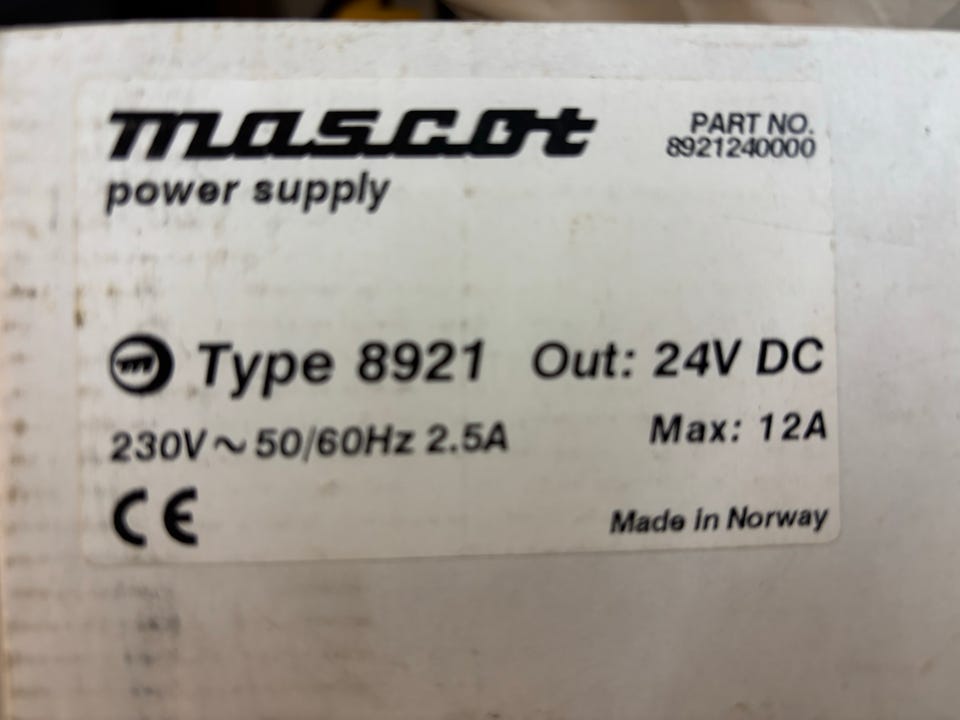 mascot
power supply
PART NO.
8921240000
m Type 8921 Out: 24V DC
230V ~ 50/60Hz 2.5A Max: 12A
CE Made in Norway